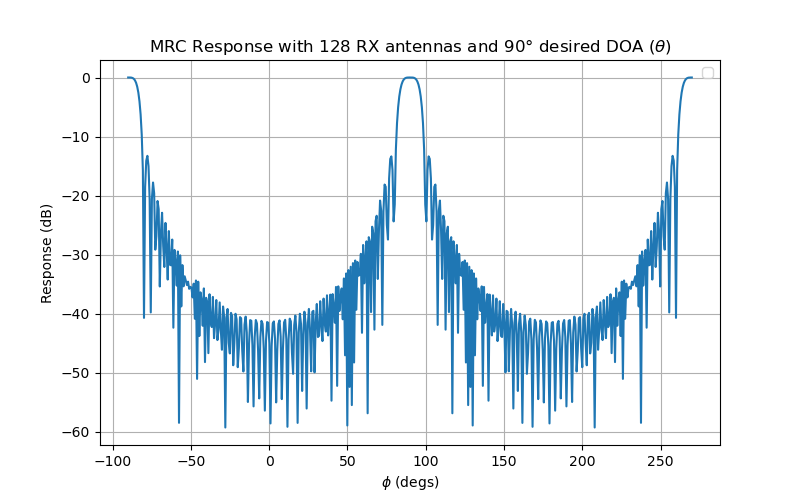 MRC Response with 128 RX antennas and 90° desired DOA (θ)
Response (dB)
0
−10
−20
−30
−40
−50
−60
−100 −50 0 50 100 150 200 250
ϕ (degs)